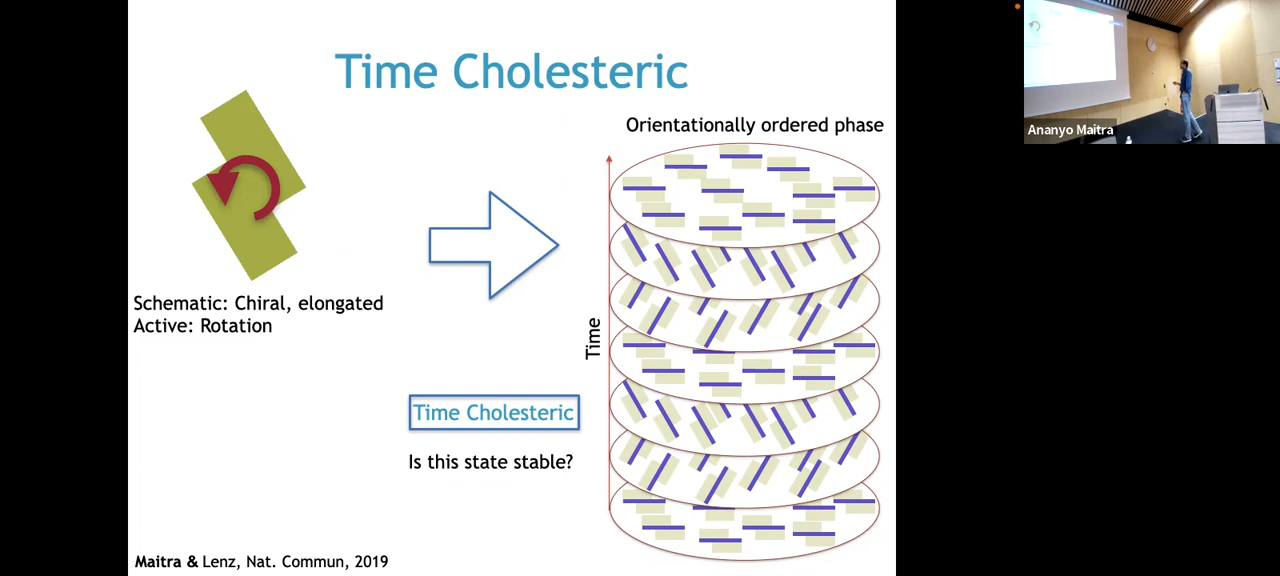 Time Cholesteric
Orientationally ordered phase
Schematic: Chiral, elongated
Active: Rotation
Time
Time Cholesteric
Is this state stable?
Maitra & Lenz, Nat. Commun, 2019
Ananyo Maitra